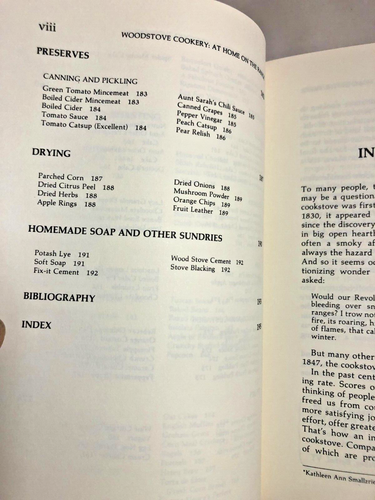 viii
WOODSTOVE COOKERY: AT HOME ON THE
PRESERVES
CANNING AND PICKLING
Green Tomato Mincemeat 183
Boiled Cider Mincemeat 183
Boiled Cider 184
Tomato Sauce 184
Tomato Catsup (Excellent) 184
Aunt Sarah's Chili Sauce 185
Canned Grapes 185
Pepper Vinegar 185
Peach Catsup 186
Pear Relish 186
DRYING 187
Parched Corn 187
Dried Citrus Peel 188
Dried Herbs 188
Apple Rings 188
Dried Onions 188
Mushroom Powder 189
Orange Chips 189
Fruit Leather 189
HOMEMADE SOAP AND OTHER SUNDRIES
Potash Lye 191
Soft Soap 191
Fix-it Cement 192
Wood Stove Cement 192
Stove Blacking 192
BIBLIOGRAPHY
INDEX
IN
To many people, t
may be a question
cookstove was first
1830, it appeared
since the discovery
in big open hearth
often a smoky af
always the hazard
And so it seems o
tionizing wonder
asked:
Would our Revol
bleeding over sn
ranges? I trow no
fire, its roaring, h
of flames, that cal
winter.
But many other
1847, the cookstov
In the past cent
ing rate. Scores o
thinking of people
freed us from co
more satisfying jo
effort, offer greate
That's how an in
cookstove. Compa
of which are pro
*Kathleen Ann Smallzrie